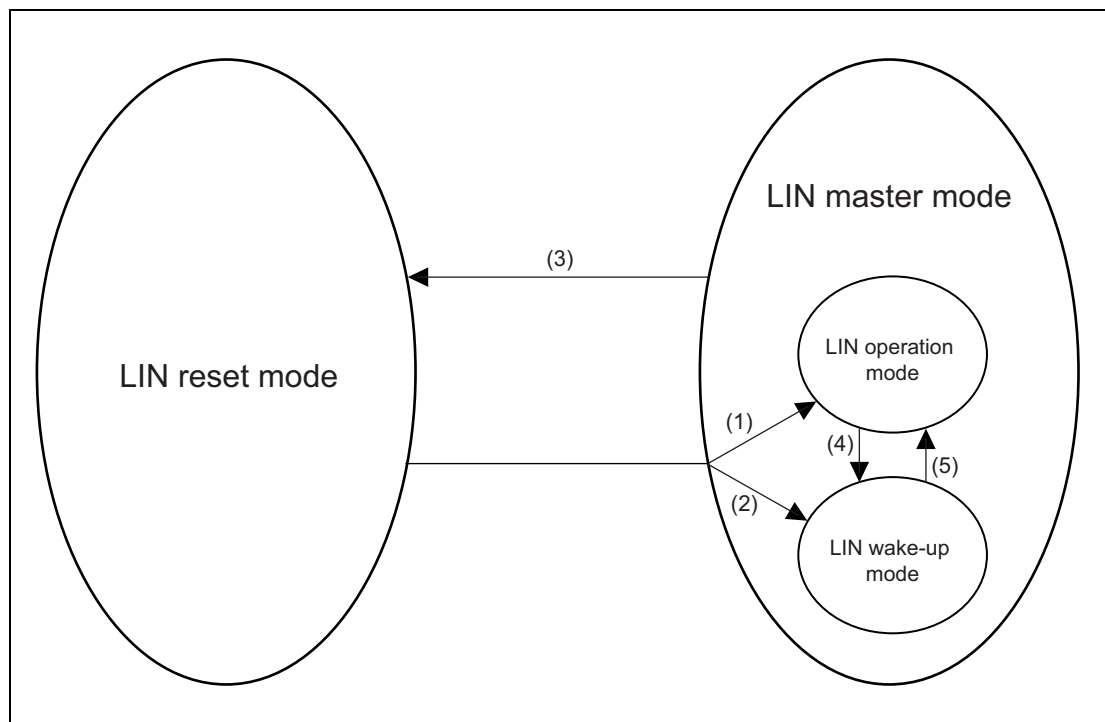 LIN master mode
(3)
LIN operation
mode
LIN reset mode
(1)
(4)
(5)
(2)
LIN wake-up
mode